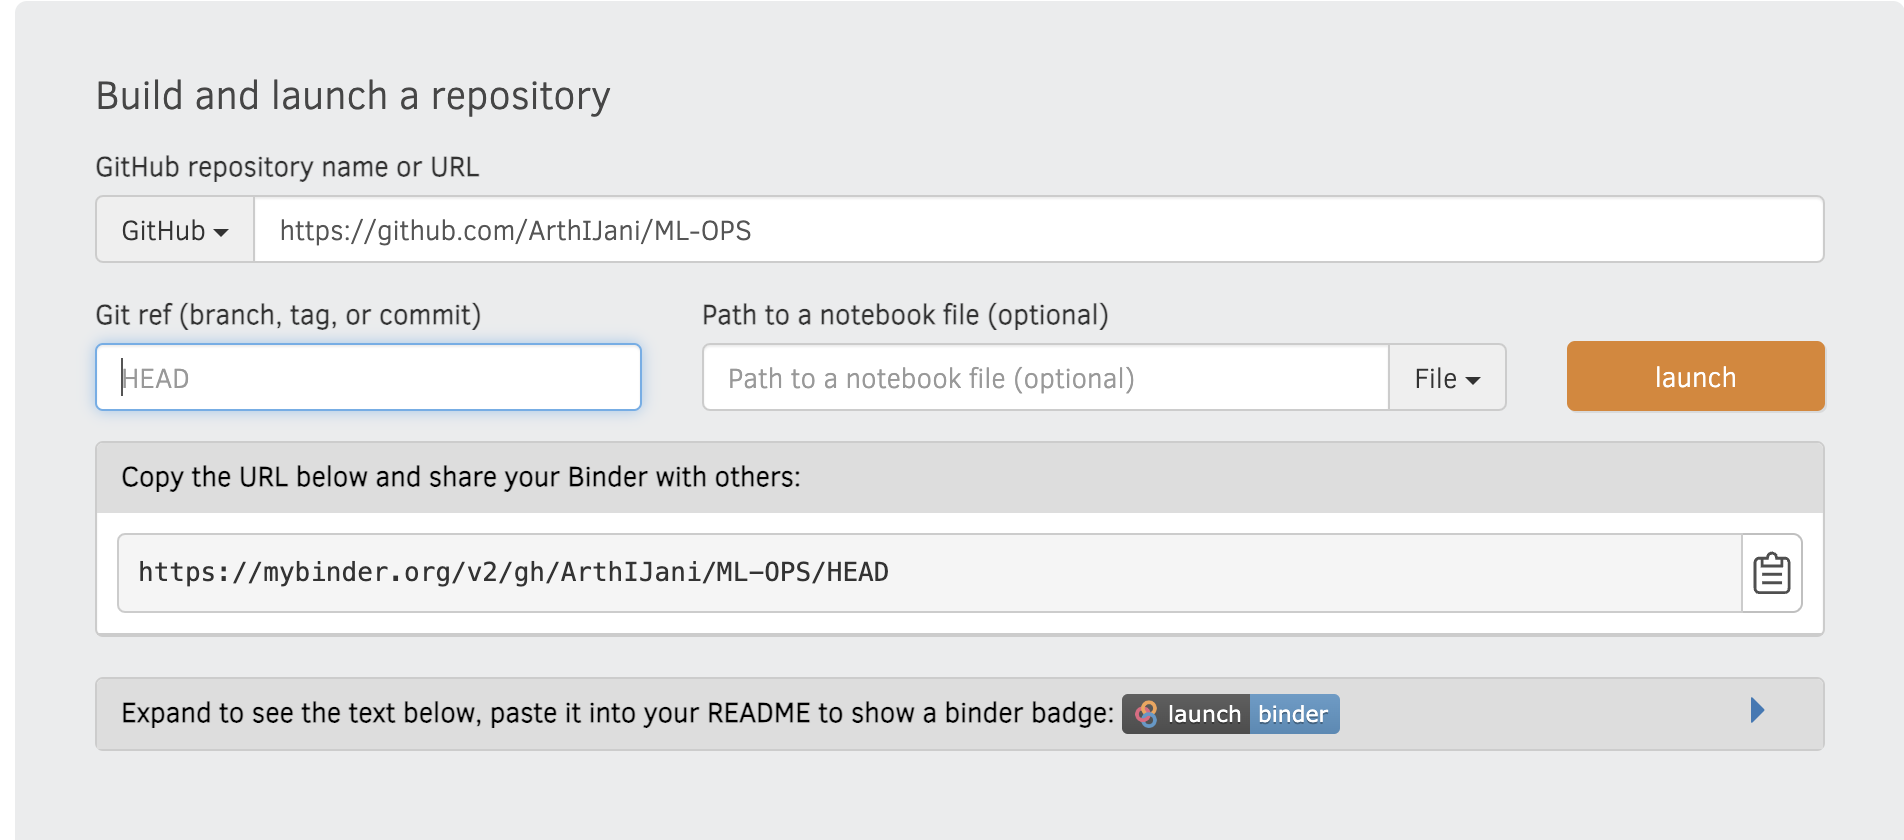 Build and launch a repository
GitHub repository name or URL
GitHub
https://github.com/ArthIJani/ML-OPS
Git ref (branch, tag, or commit)
Path to a notebook file (optional)
HEAD
Path to a notebook file (optional)
File
launch
Copy the URL below and share your Binder with others:
https://mybinder.org/v2/gh/ArthIJani/ML-OPS/HEAD
Expand to see the text below, paste it into your README to show a binder badge: launch binder